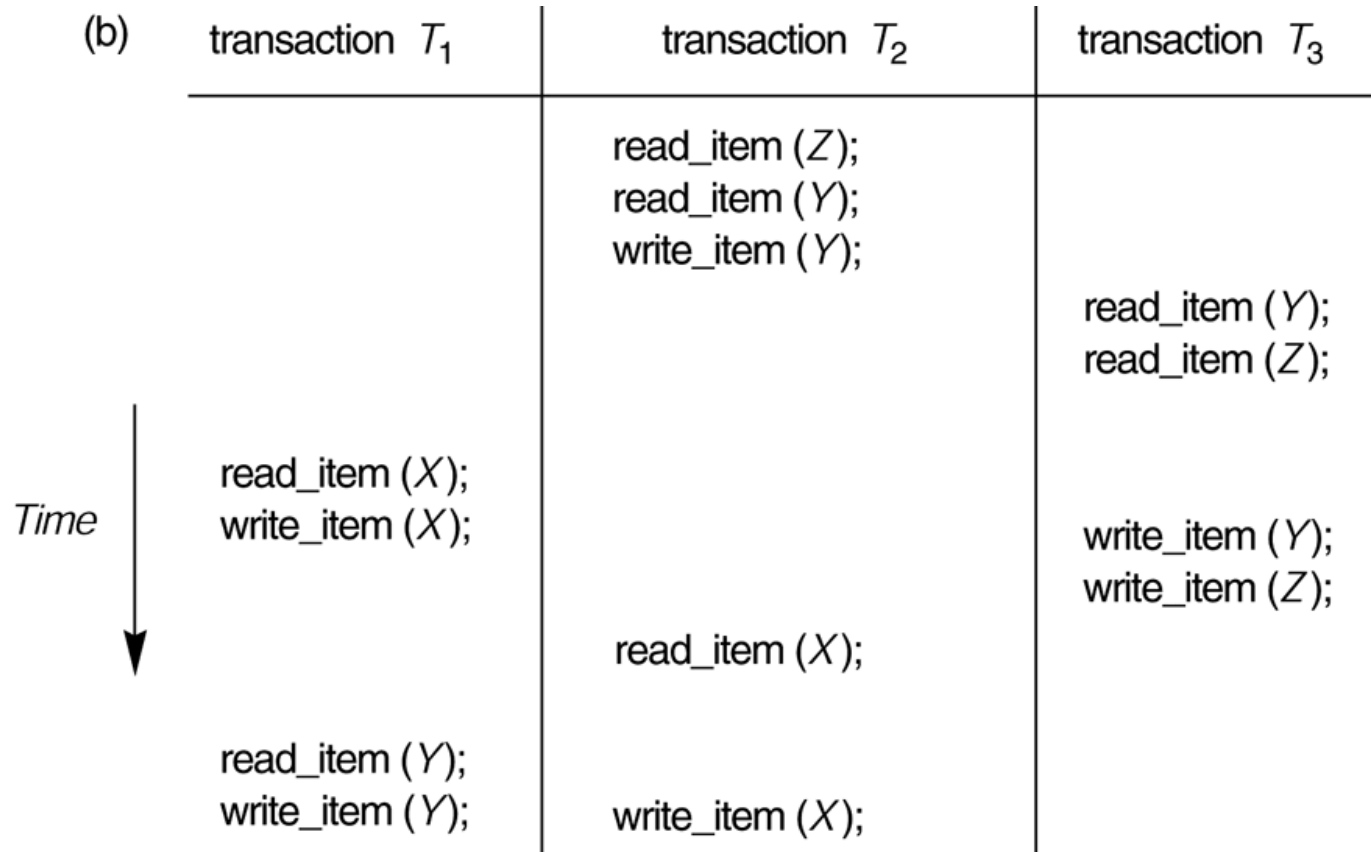 (b) transaction T1 transaction T2 transaction T3
read_item (Z);
read_item (Y);
write_item (Y);
read_item (Y);
read_item (Z);
read_item (X);
Time write_item (X); write_item (Y);
write_item (Z);
read_item (X);
read_item (Y);
write_item (Y); write_item (X);